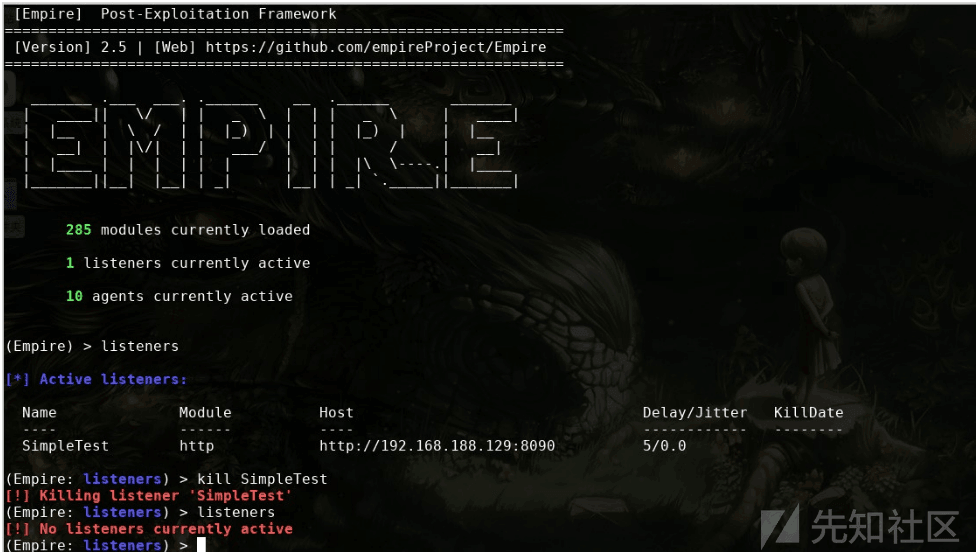 [Empire]  Post-Exploitation Framework
================================================================
[Version] 2.5 | [Web] https://github.com/empireProject/Empire
================================================================
EMPIRE
285 modules currently loaded
1 listeners currently active
10 agents currently active
(Empire) > listeners
[*] Active listeners:
Name              Module          Host                                 Delay/Jitter   KillDate
----              ------          ----                                 ------------   --------
SimpleTest        http            http://192.168.188.129:8090          5/0.0
(Empire: listeners) > kill SimpleTest
[!] Killing listener 'SimpleTest'
(Empire: listeners) > listeners
[!] No listeners currently active
(Empire: listeners) >
先知社区